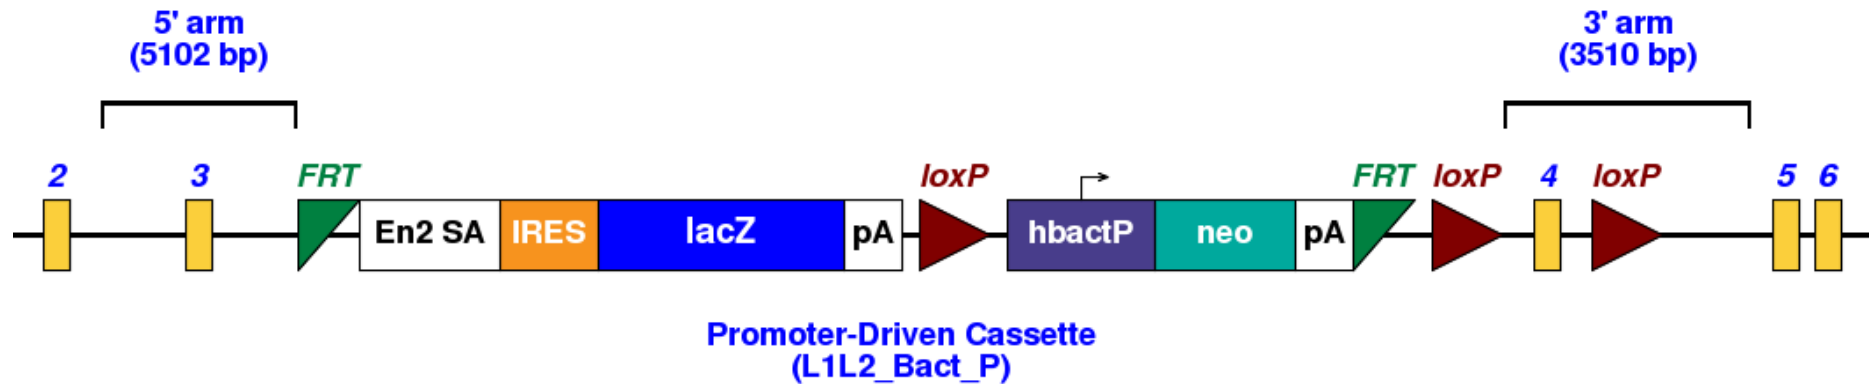 5' arm
(5102 bp)
3' arm
(3510 bp)
2 3 FRT loxP FRT loxP 4 loxP 5 6
En2 SA IRES lacZ pA hbactP neo pA
Promoter-Driven Cassette
(L1L2_Bact_P)